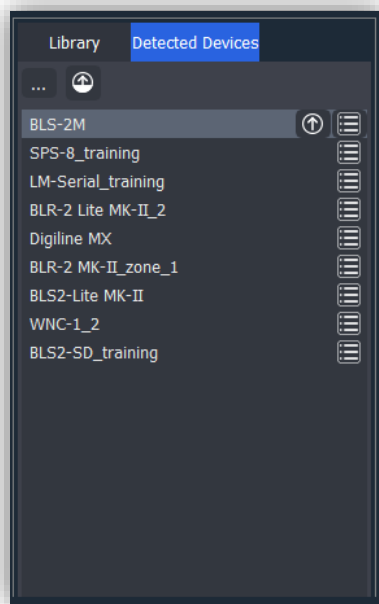 Library Detected Devices
...
BLS-2M
SPS-8_training
LM-Serial_training
BLR-2 Lite MK-II_2
Digiline MX
BLR-2 MK-II_zone_1
BLS2-Lite MK-II
WNC-1_2
BLS2-SD_training